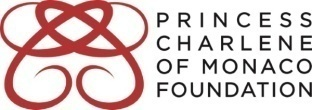 PRINCESS
CHARLENE
OF MONACO
FOUNDATION